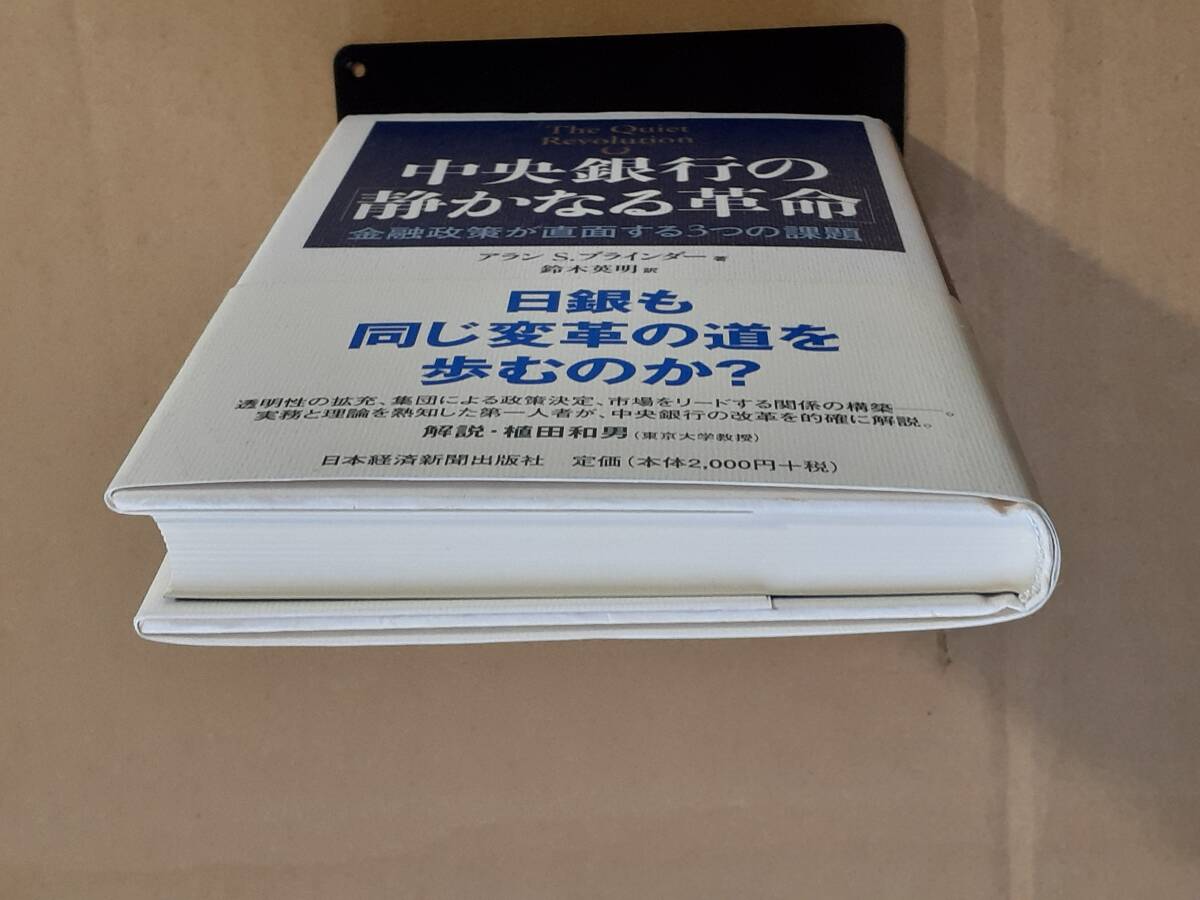 The Quiet
Revolution
中央銀行の
「静かなる革命」
金融政策が直面する3つの課題
アラン S.ブラインダー 著
鈴木英明 訳
日銀も
同じ変革の道を
歩むのか?
透明性の拡充、集団による政策決定、市場をリードする関係の構築――。
実務と理論を熟知した第一人者が、中央銀行の改革を的確に解説。
解説・植田和男(東京大学教授)
日本経済新聞出版社 定価(本体2,000円+税)